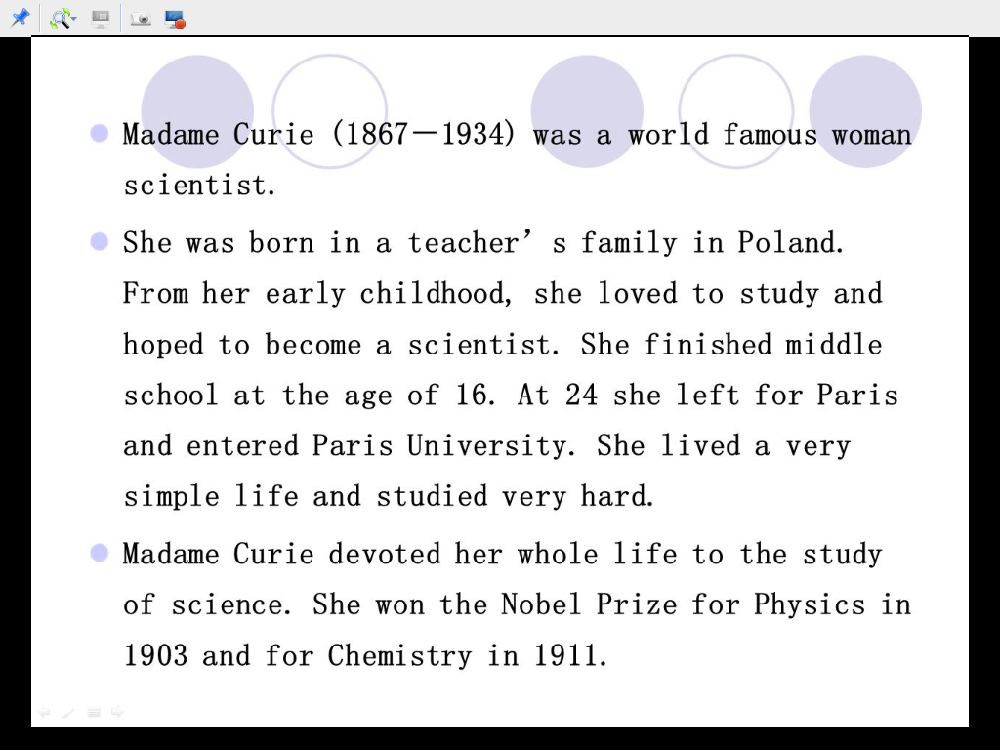 Madame Curie (1867－1934) was a world famous woman
scientist.
She was born in a teacher’s family in Poland.
From her early childhood, she loved to study and
hoped to become a scientist. She finished middle
school at the age of 16. At 24 she left for Paris
and entered Paris University. She lived a very
simple life and studied very hard.
Madame Curie devoted her whole life to the study
of science. She won the Nobel Prize for Physics in
1903 and for Chemistry in 1911.